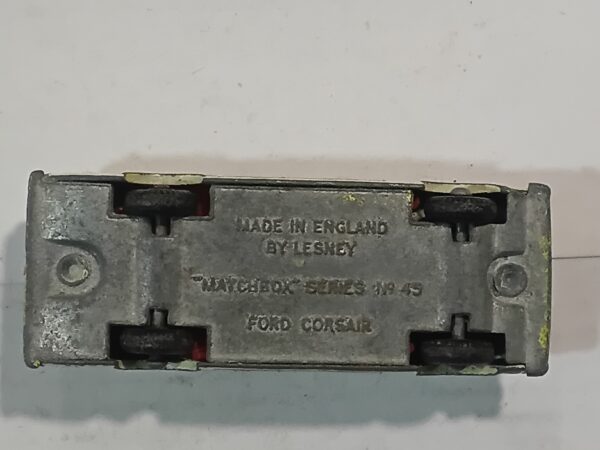 MADE IN ENGLAND
BY LESNEY
"MATCHBOX" SERIES Nº 45
FORD CORSAIR